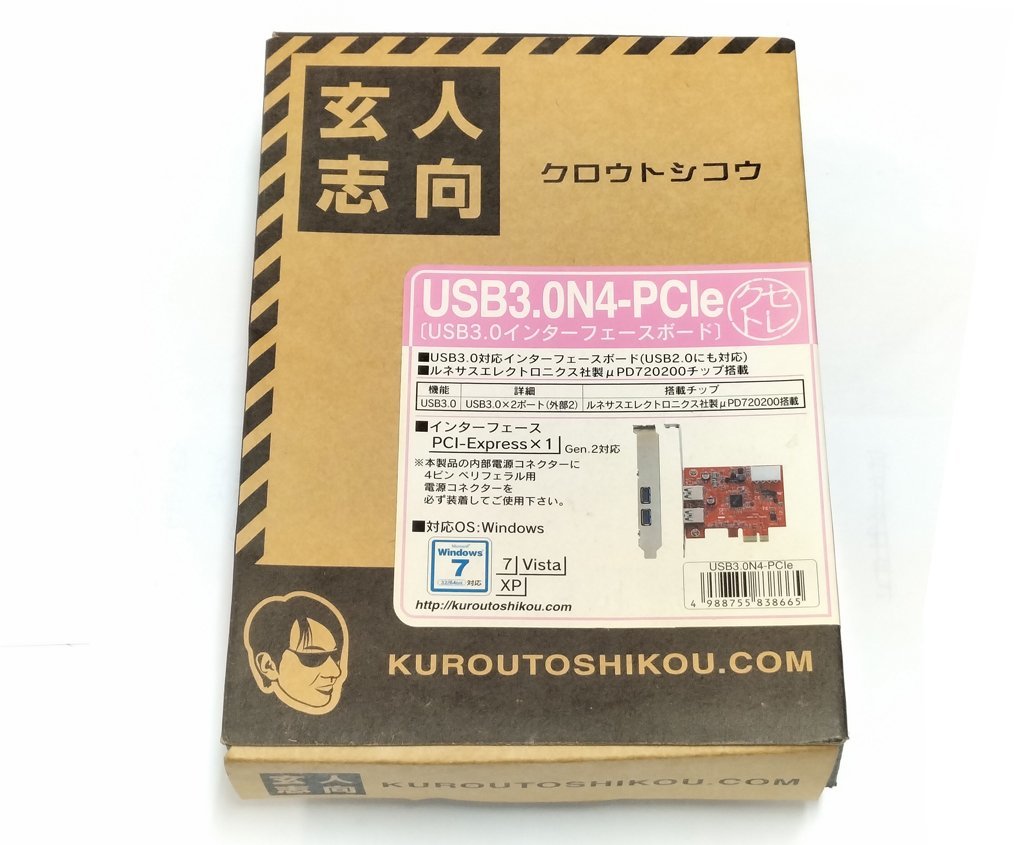 玄人
志向
クロウトシコウ
USB3.0N4-PCIe
セレクト
〔USB3.0インターフェースボード〕
■USB3.0対応インターフェースボード(USB2.0にも対応)
■ルネサスエレクトロニクス社製μPD720200チップ搭載
機能 詳細 搭載チップ
USB3.0 USB3.0×2ポート(外部2) ルネサスエレクトロニクス社製μPD720200搭載
■インターフェース
PCI-Express×1 Gen.2対応
※本製品の内部電源コネクターに
4ピン ペリフェラル用
電源コネクターを
必ず装着してご使用下さい。
■対応OS:Windows
Microsoft
Windows
7
32/64bit 対応
7 Vista
XP
http://kuroutoshikou.com
USB3.0N4-PCIe
4 988755 838665
KUROUTOSHIKOU.COM
玄人
志向
KUROUTOSHIKOU.COM